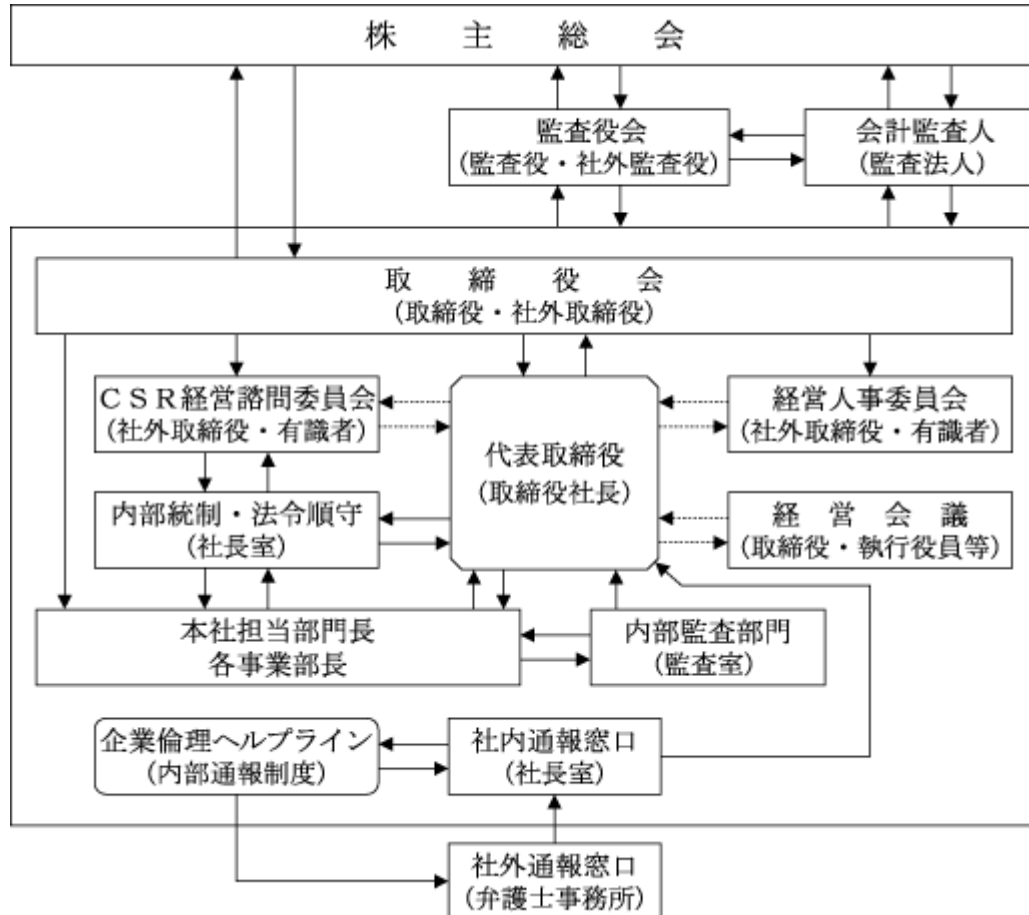 株主総会
監査役会
(監査役・社外監査役)
会計監査人
(監査法人)
取締役会
(取締役・社外取締役)
CSR経営諮問委員会
(社外取締役・有識者)
代表取締役
(取締役社長)
経営人事委員会
(社外取締役・有識者)
内部統制・法令順守
(社長室)
経営会議
(取締役・執行役員等)
本社担当部門長
各事業部長
内部監査部門
(監査室)
企業倫理ヘルプライン
(内部通報制度)
社内通報窓口
(社長室)
社外通報窓口
(弁護士事務所)